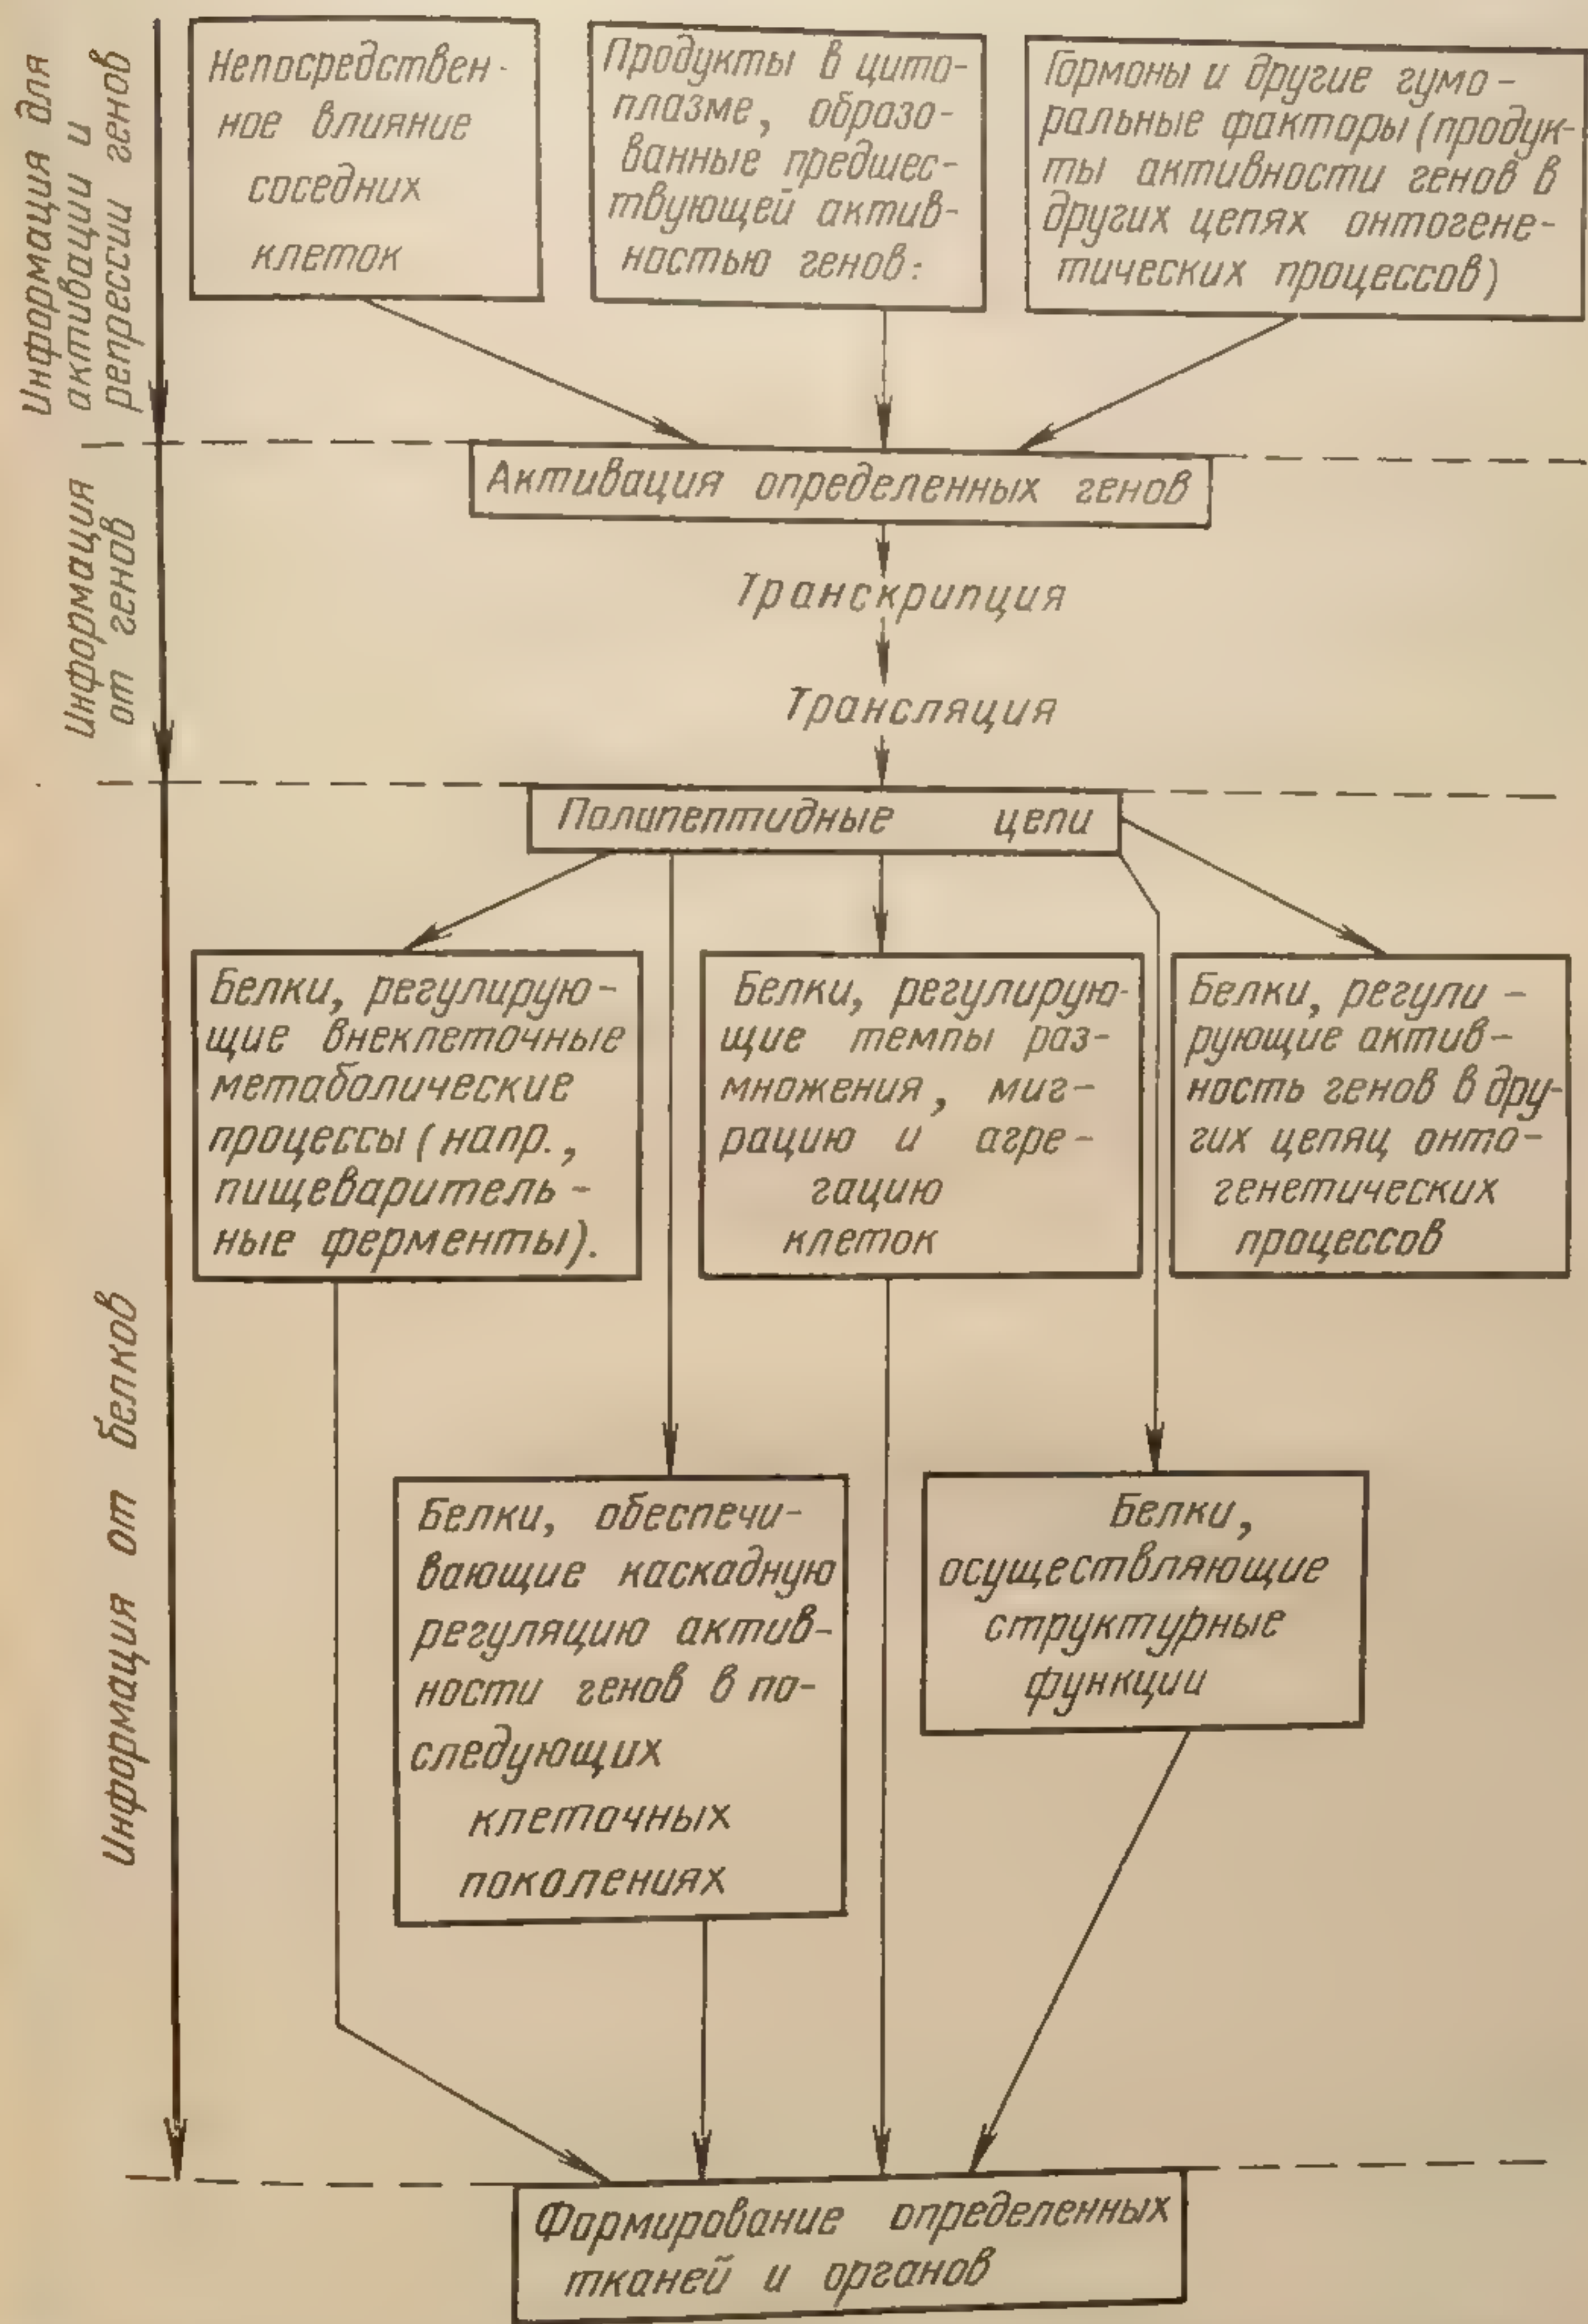 Информация для
активации и
репрессии генов
Непосредствен-
ное влияние
соседних
клеток
Продукты в цито-
плазме, образо-
ванные предшес-
твующей актив-
ностью генов:
Гормоны и другие гумо-
ральные факторы (продук-
ты активности генов в
других цепях онтогене-
тических процессов)
Активация определенных генов
Информация
от генов
Транскрипция
Трансляция
Полипептидные цепи
Информация от белков
Белки, регулирую-
щие внеклеточные
метаболические
процессы (напр.,
пищеваритель-
ные ферменты).
Белки, регулирую-
щие темпы раз-
множения, миг-
рацию и агре-
гацию
клеток
Белки, регули-
рующие актив-
ность генов в дру-
гих цепяц онто-
генетических
процессов
Белки, обеспечи-
вающие каскадную
регуляцию актив-
ности генов в по-
следующих
клеточных
поколениях
Белки,
осуществляющие
структурные
функции
Формирование определенных
тканей и органов